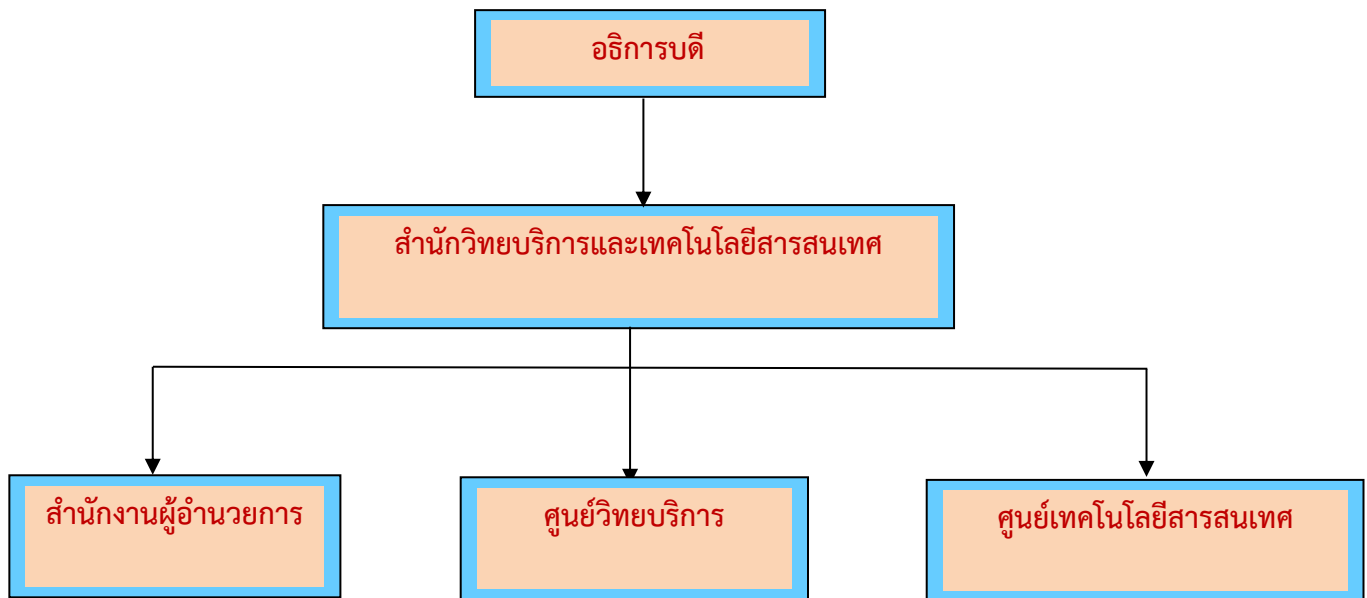 อธิการบดี
สำนักวิทยบริการและเทคโนโลยีสารสนเทศ
สำนักงานผู้อำนวยการ
ศูนย์วิทยบริการ
ศูนย์เทคโนโลยีสารสนเทศ